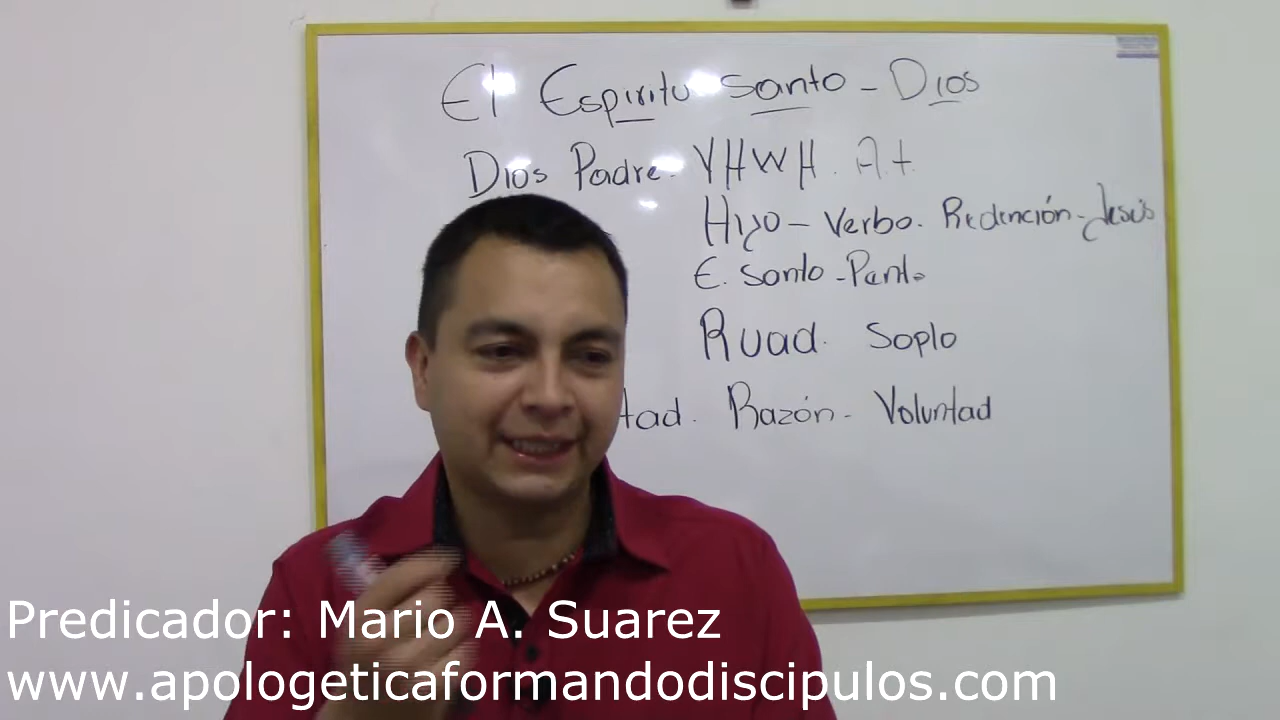 El Espiritu Santo - Dios
Dios Padre. YHWH. A.t.
Hijo - Verbo. Redención - Jesús
E. Santo -
Ruad. Soplo
tad. Razón - Voluntad
Predicador: Mario A. Suarez
www.apologeticaformandodiscipulos.com